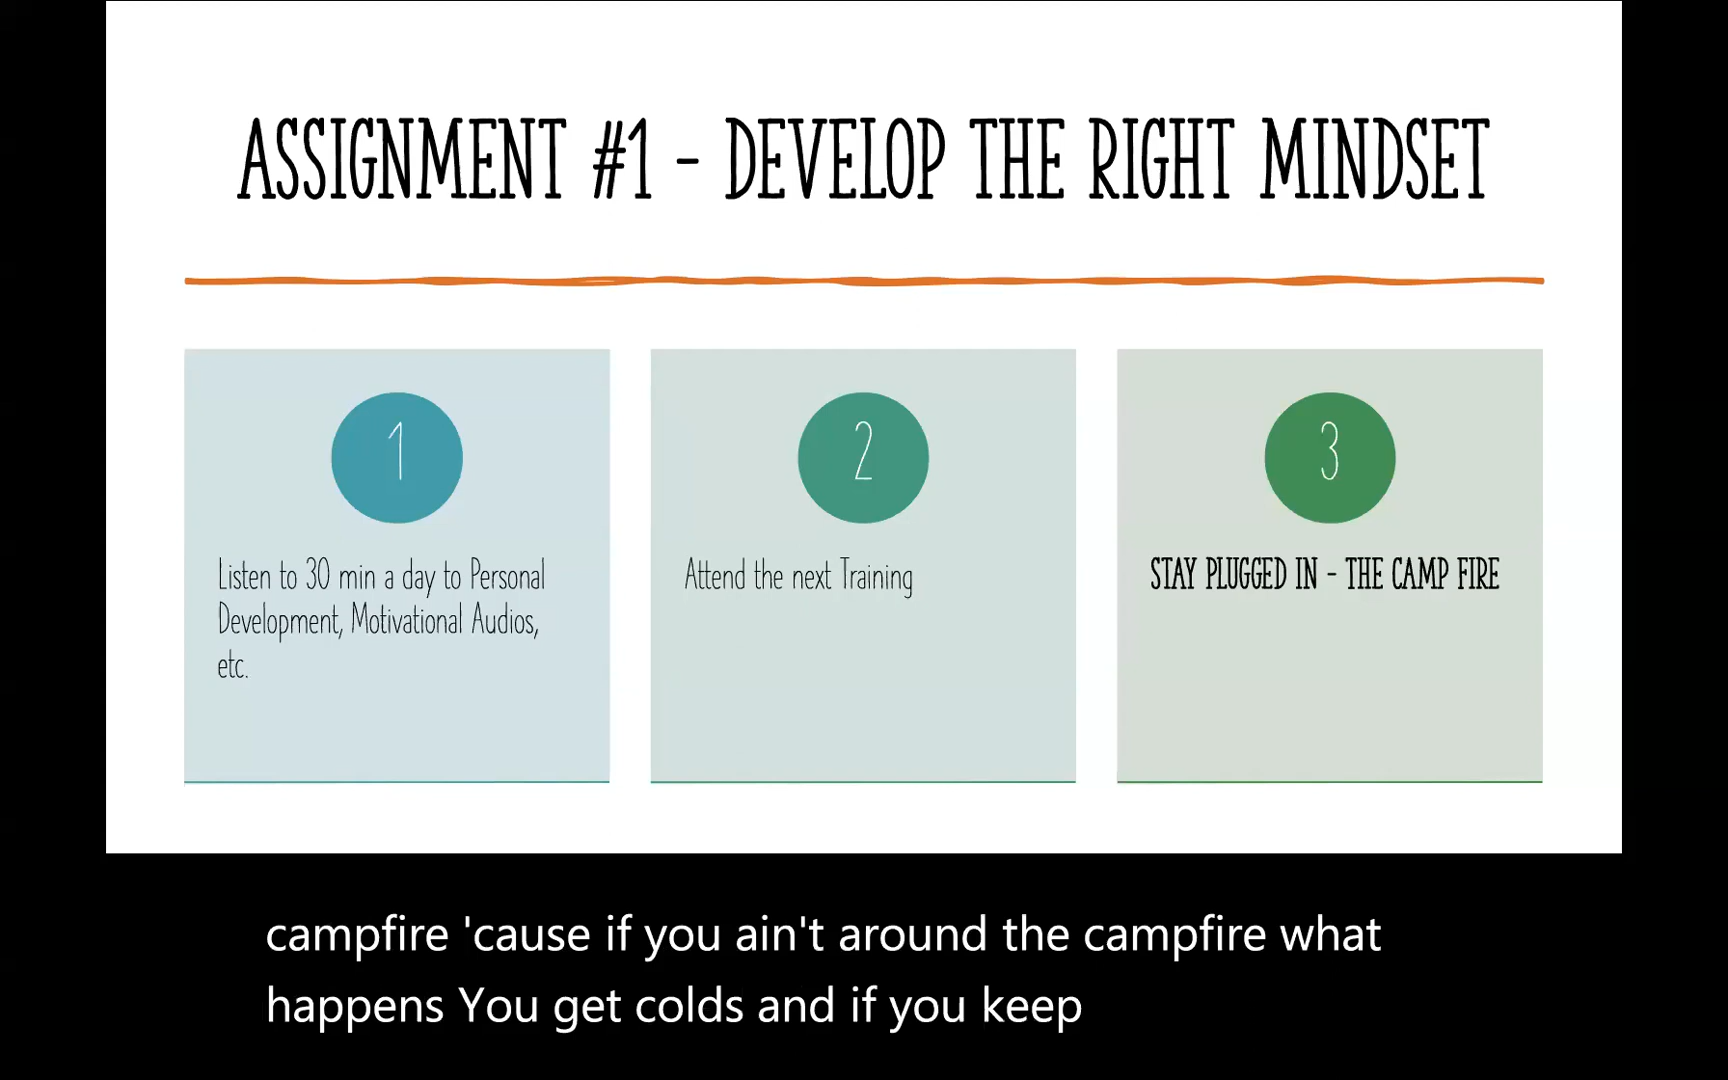 ASSIGNMENT #1 - DEVELOP THE RIGHT MINDSET
1
Listen to 30 min a day to Personal
Development, Motivational Audios,
etc.
2
Attend the next Training
3
STAY PLUGGED IN - THE CAMP FIRE
campfire 'cause if you ain't around the campfire what
happens You get colds and if you keep